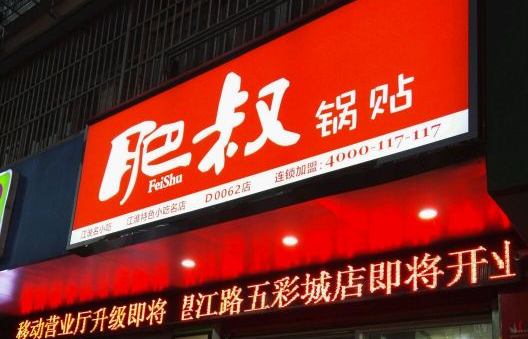 肥叔 锅贴
FeiShu
江淮名小吃 江淮特色小吃名店 D0062店 连锁加盟:4000-117-117
移动营业厅升级即将 江路五彩城店即将开业